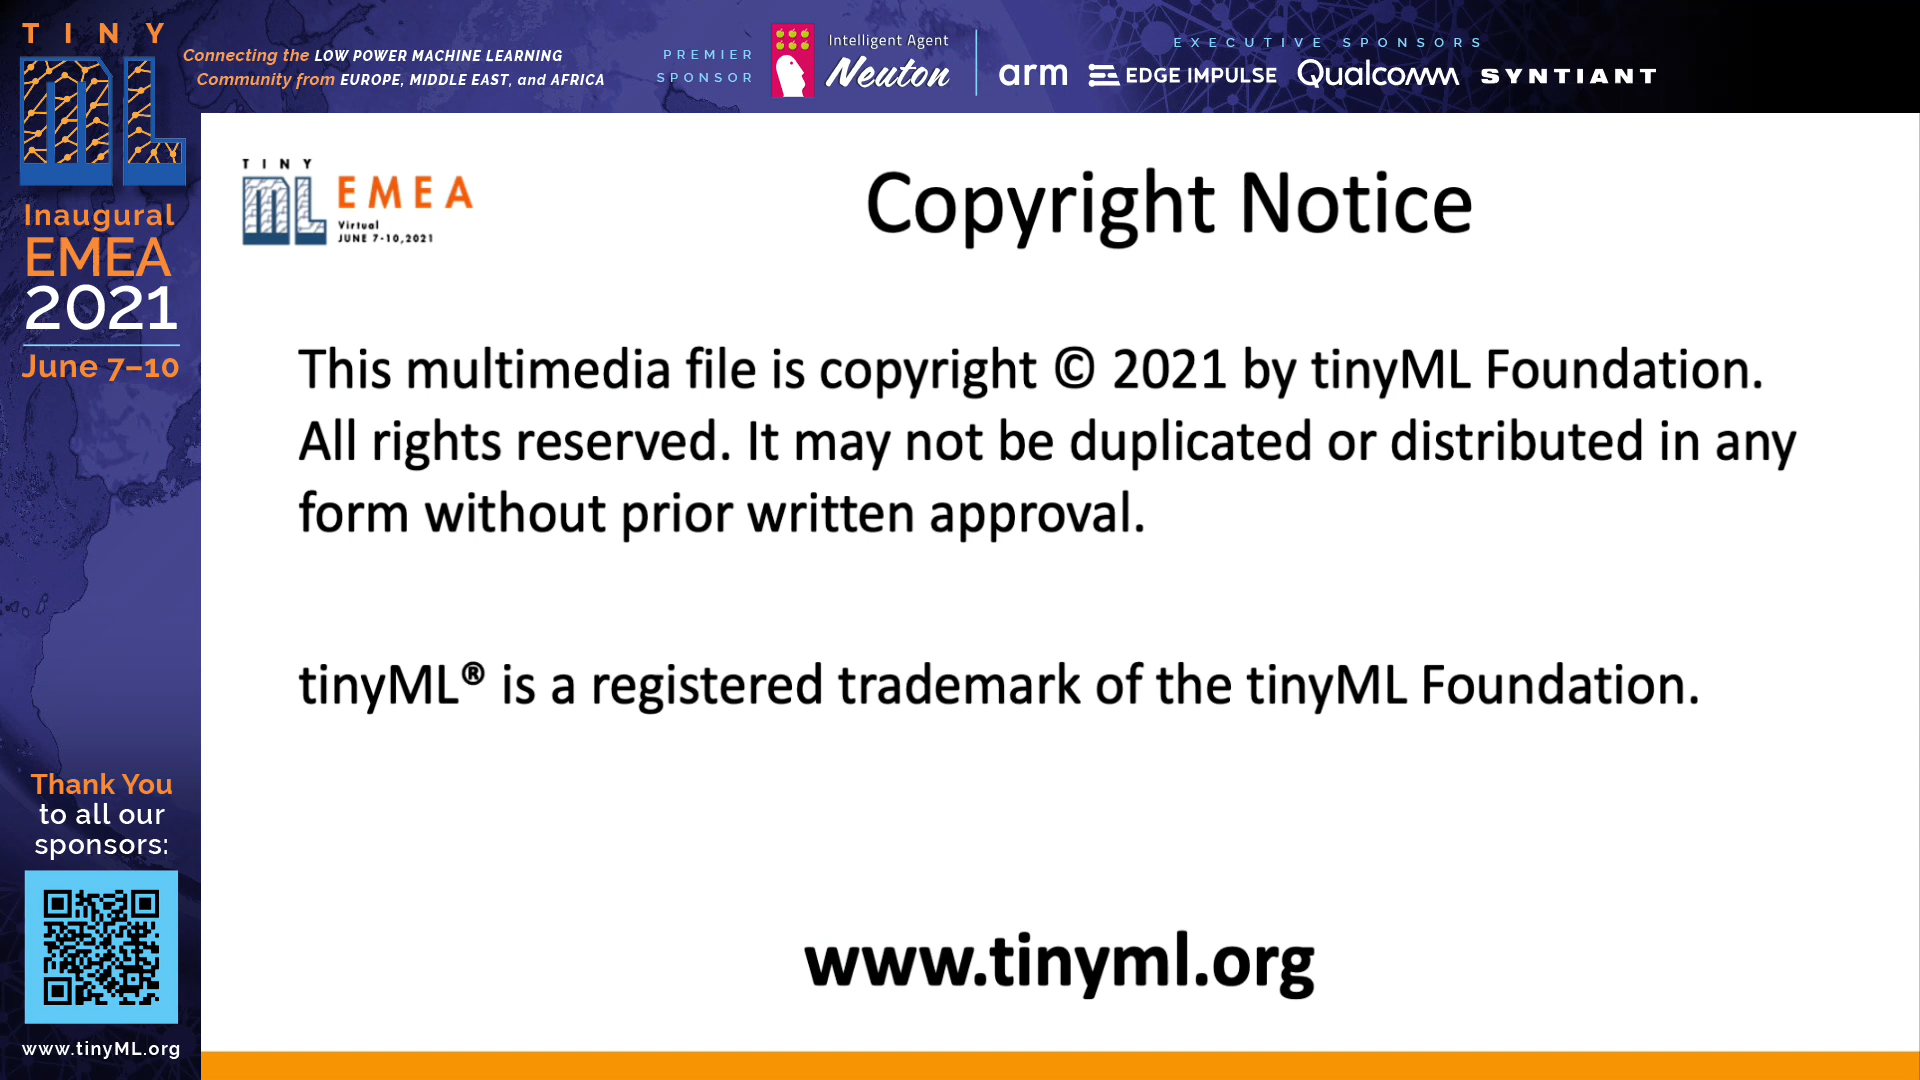 TINY
ML
Connecting the LOW POWER MACHINE LEARNING
Community from EUROPE, MIDDLE EAST, and AFRICA
PREMIER
SPONSOR
Intelligent Agent
Neuton
EXECUTIVE SPONSORS
arm
EDGE IMPULSE
Qualcomm
SYNTIANT
Inaugural
EMEA
2021
June 7–10
Thank You
to all our
sponsors:
www.tinyML.org
TINY
ML
EMEA
Virtual
JUNE 7-10, 2021
Copyright Notice
This multimedia file is copyright © 2021 by tinyML Foundation.
All rights reserved. It may not be duplicated or distributed in any
form without prior written approval.
tinyML® is a registered trademark of the tinyML Foundation.
www.tinyml.org